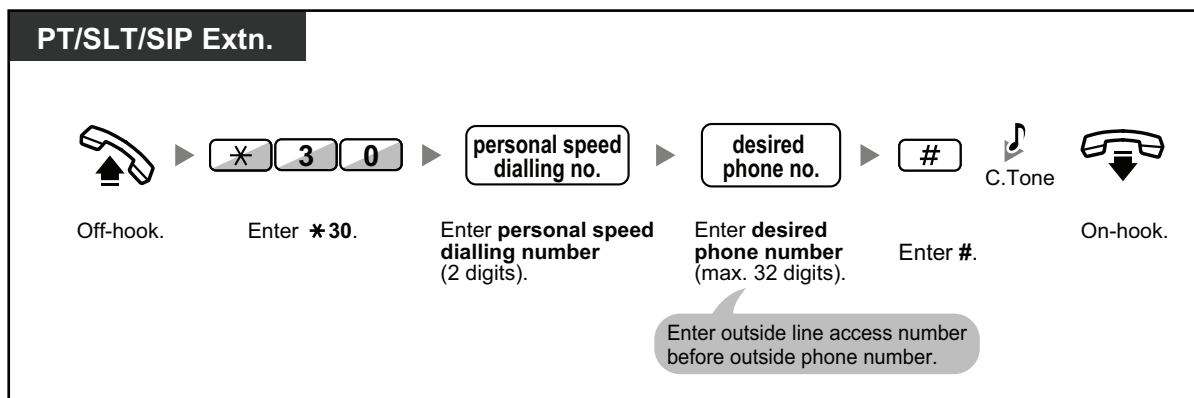 PT/SLT/SIP Extn.
* 3 0
personal speed
dialling no.
desired
phone no.
#
C.Tone
Off-hook.
Enter *30.
Enter personal speed
dialling number
(2 digits).
Enter desired
phone number
(max. 32 digits).
Enter #.
On-hook.
Enter outside line access number
before outside phone number.